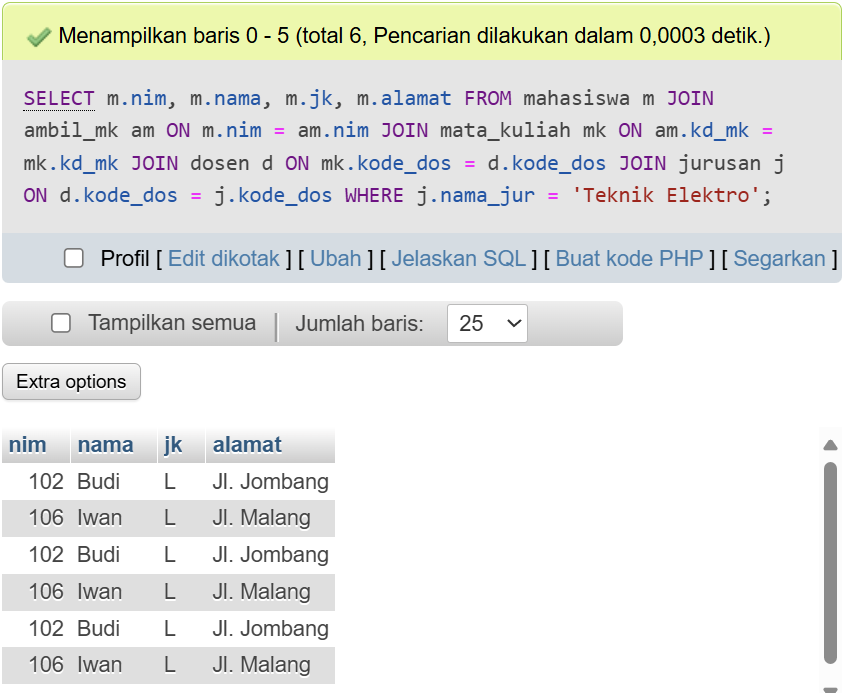 Menampilkan baris 0 - 5 (total 6, Pencarian dilakukan dalam 0,0003 detik.)
SELECT m.nim, m.nama, m.jk, m.alamat FROM mahasiswa m JOIN
ambil_mk am ON m.nim = am.nim JOIN mata_kuliah mk ON am.kd_mk =
mk.kd_mk JOIN dosen d ON mk.kode_dos = d.kode_dos JOIN jurusan j
ON d.kode_dos = j.kode_dos WHERE j.nama_jur = 'Teknik Elektro';
Profil [ Edit dikotak ] [ Ubah ] [ Jelaskan SQL ] [ Buat kode PHP ] [ Segarkan ]
Tampilkan semua | Jumlah baris: 25
Extra options
nim nama jk alamat
102 Budi L Jl. Jombang
106 Iwan L Jl. Malang
102 Budi L Jl. Jombang
106 Iwan L Jl. Malang
102 Budi L Jl. Jombang
106 Iwan L Jl. Malang